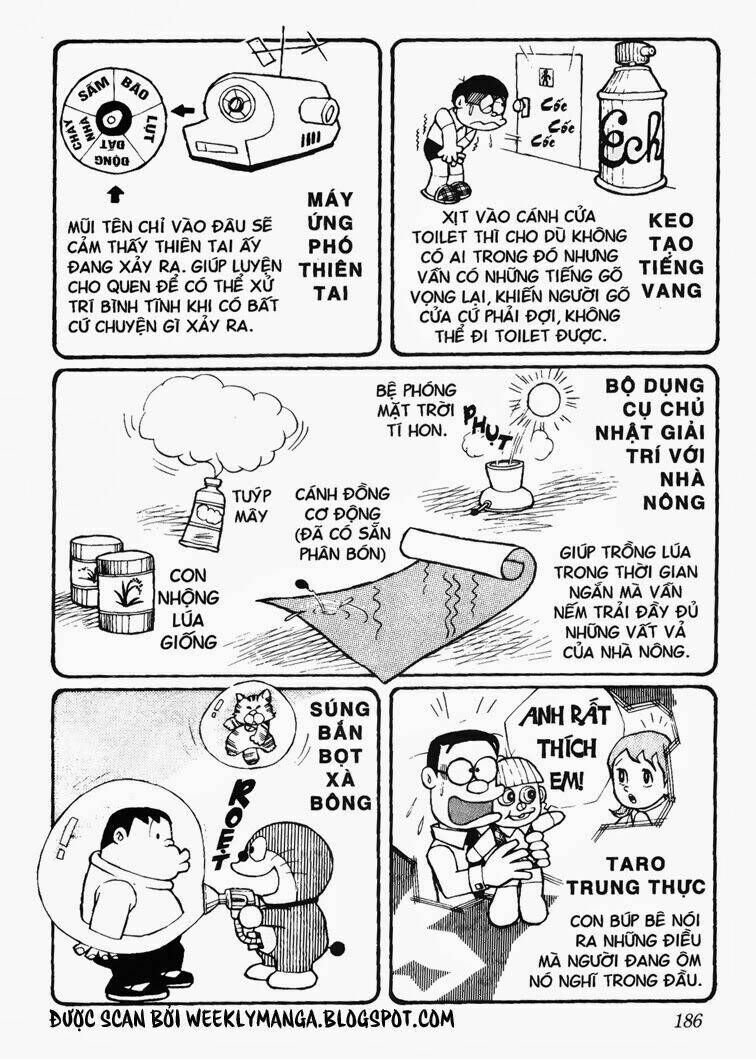 SẤM
BÃO
LỤT
ĐỘNG
ĐẤT
CHÁY
NHÀ
MÁY
ỨNG
PHÓ
THIÊN
TAI
MŨI TÊN CHỈ VÀO ĐÂU SẼ
CẢM THẤY THIÊN TAI ẤY
ĐANG XẢY RA. GIÚP LUYỆN
CHO QUEN ĐỂ CÓ THỂ XỬ
TRÍ BÌNH TĨNH KHI CÓ BẤT
CỨ CHUYỆN GÌ XẢY RA.
Cốc
Cốc
Cốc
Ech
XỊT VÀO CÁNH CỬA
TOILET THÌ CHO DÙ KHÔNG
CÓ AI TRONG ĐÓ NHƯNG
VẪN CÓ NHỮNG TIẾNG GÕ
VỌNG LẠI, KHIẾN NGƯỜI GÕ
CỬA CỨ PHẢI ĐỢI, KHÔNG
THỂ ĐI TOILET ĐƯỢC.
KEO
TẠO
TIẾNG
VANG
BỆ PHÓNG
MẶT TRỜI
TÍ HON.
PHỤT
BỘ DỤNG
CỤ CHỦ
NHẬT GIẢI
TRÍ VỚI
NHÀ
NÔNG
TUÝP
MÂY
CÁNH ĐỒNG
CƠ ĐỘNG
(ĐÃ CÓ SẴN
PHÂN BÓN)
CON
NHỘNG
LÚA
GIỐNG
GIÚP TRỒNG LÚA
TRONG THỜI GIAN
NGẮN MÀ VẪN
NẾM TRẢI ĐẦY ĐỦ
NHỮNG VẤT VẢ
CỦA NHÀ NÔNG.
SÚNG
BẮN
BỌT
XÀ
BÔNG
ROẸT
ANH RẤT
THÍCH
EM!
TARO
TRUNG THỰC
CON BÚP BÊ NÓI
RA NHỮNG ĐIỀU
MÀ NGƯỜI ĐANG ÔM
NÓ NGHĨ TRONG ĐẦU.
ĐƯỢC SCAN BỞI WEEKLYMANGA.BLOGSPOT.COM
186